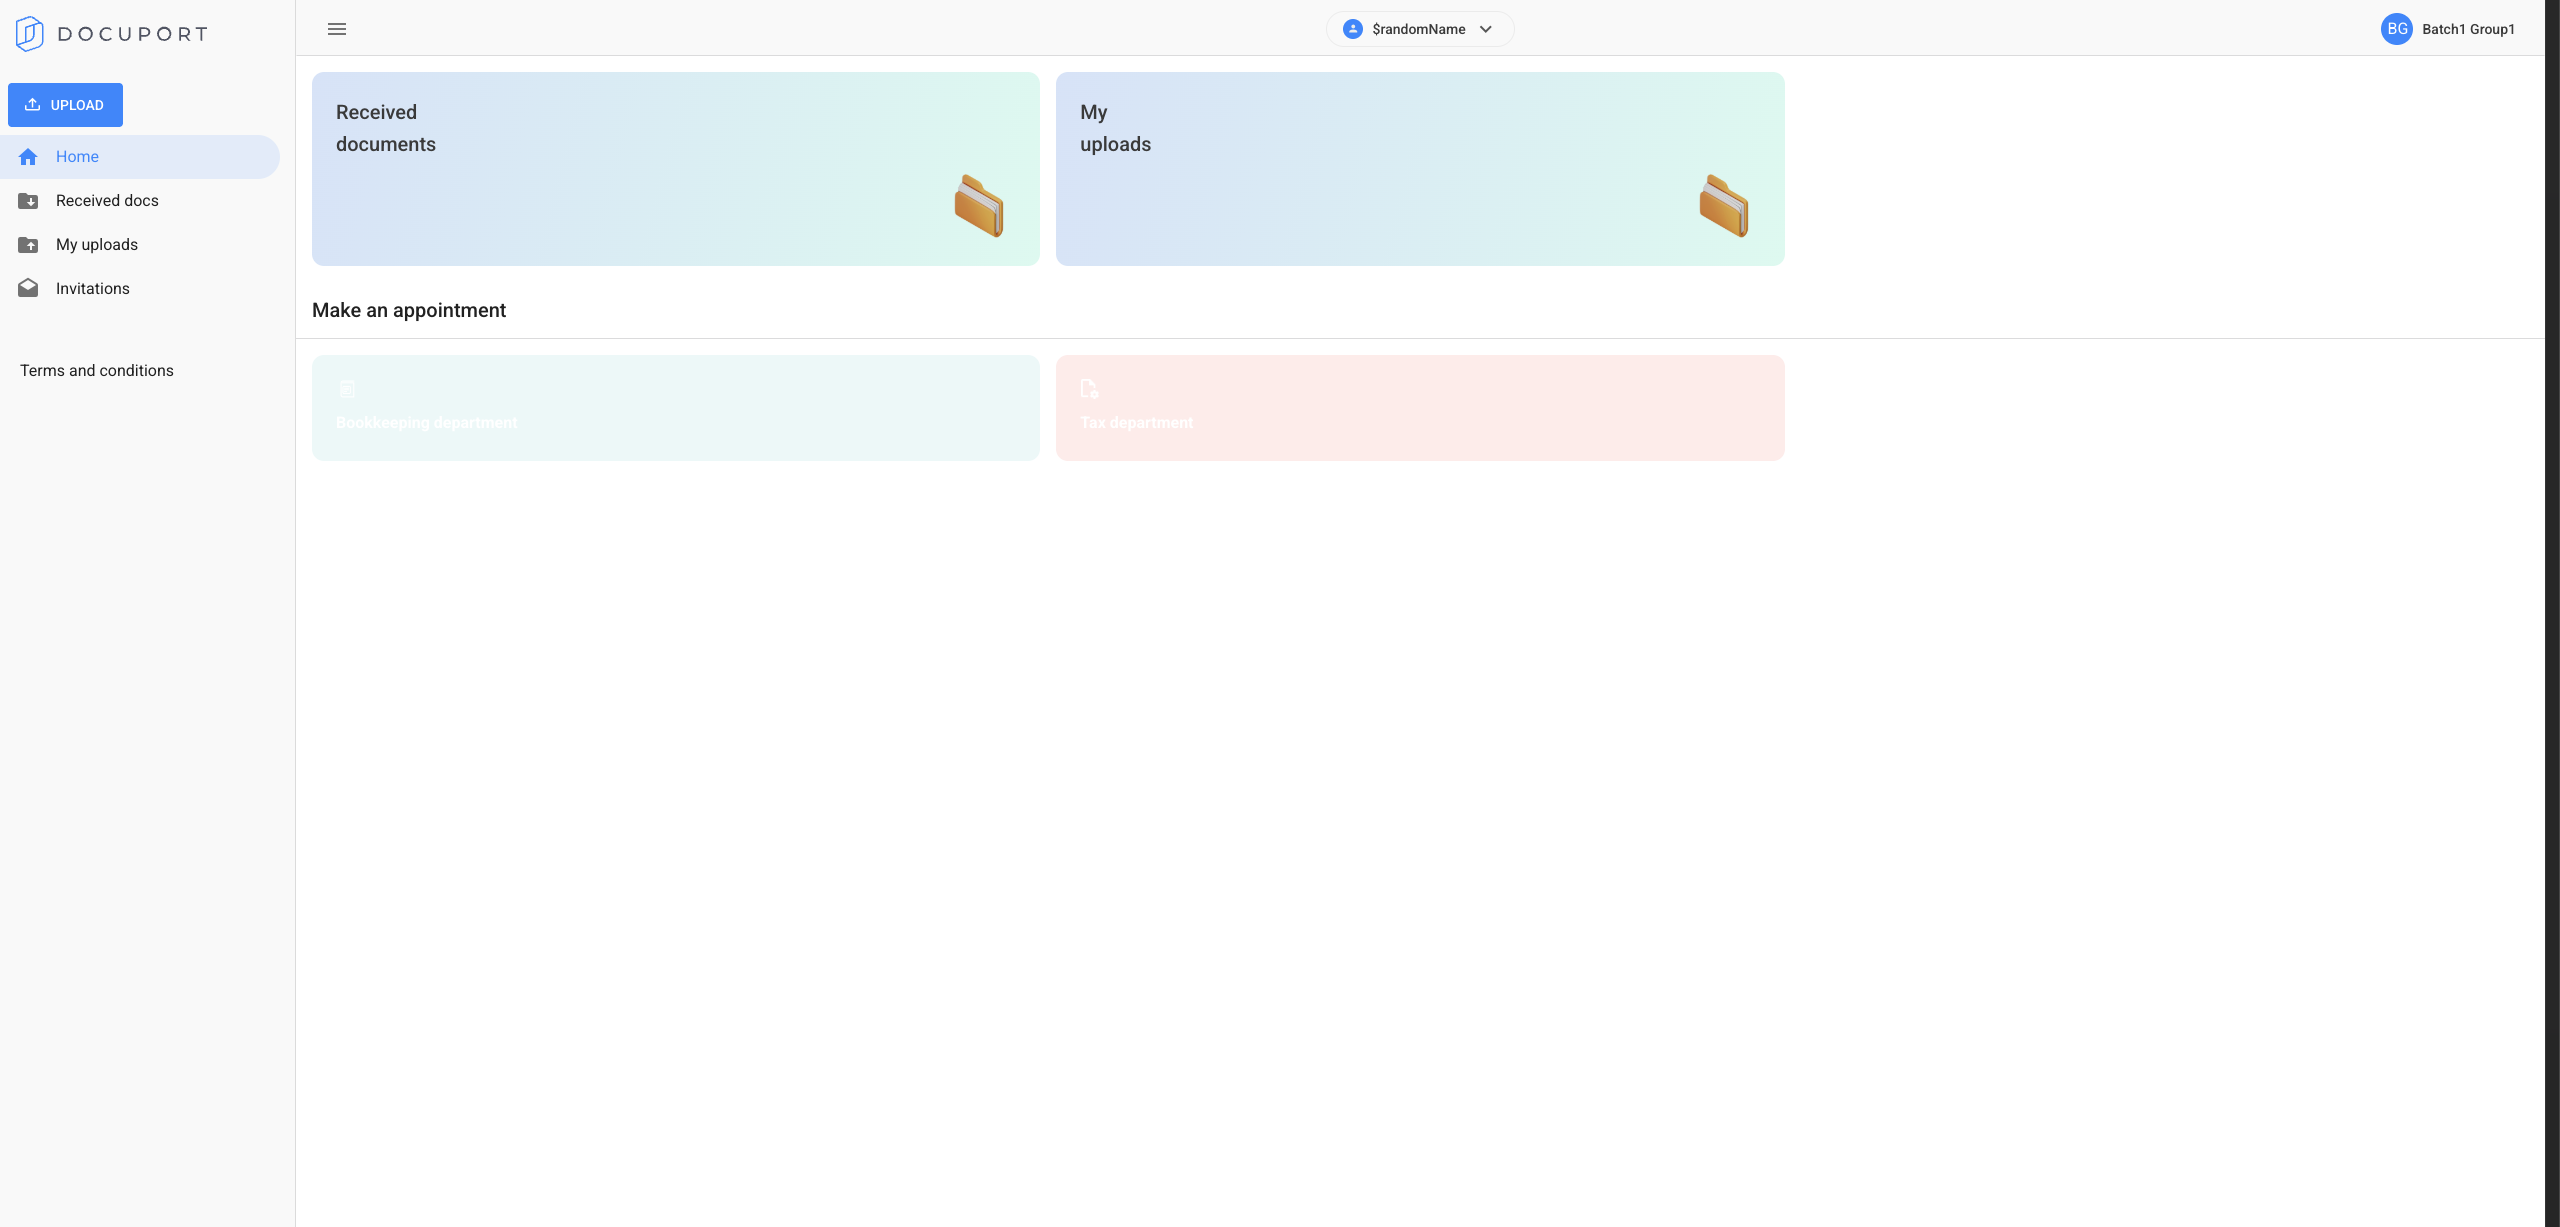 DOCUPORT
UPLOAD
Home
Received docs
My uploads
Invitations
Terms and conditions
$randomName
BG Batch1 Group1
Received
documents
My
uploads
Make an appointment
Bookkeeping department
Tax department